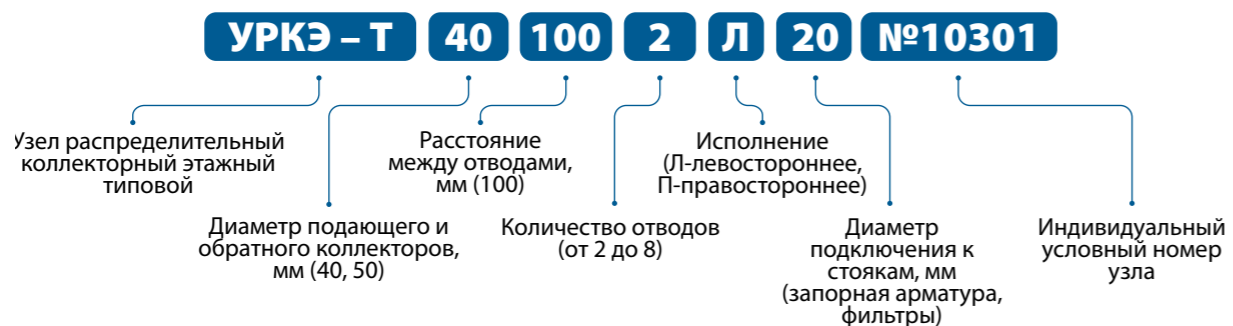 УРКЭ – Т 40 100 2 Л 20 №10301
Узел распределительный
коллекторный этажный
типовой
Расстояние
между отводами,
мм (100)
Исполнение
(Л-левостороннее,
П-правостороннее)
Диаметр подающего и
обратного коллекторов,
мм (40, 50)
Количество отводов
(от 2 до 8)
Диаметр
подключения к
стоякам, мм
(запорная арматура,
фильтры)
Индивидуальный
условный номер
узла